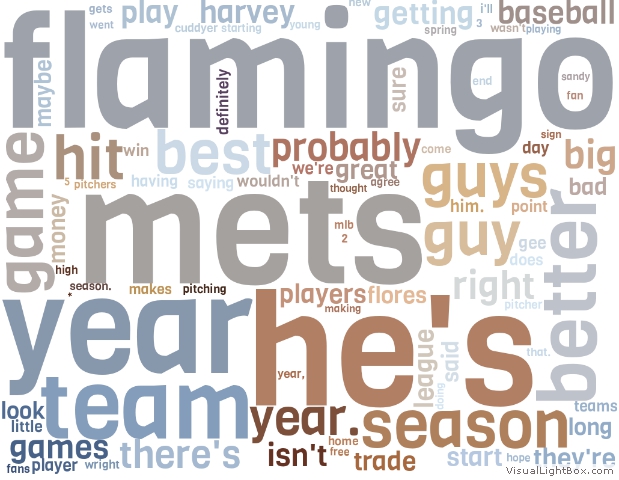 gets
play
harvey
new
getting
i'll
baseball
went
cuddyer
starting
young
3
spring
wasn't
playing
flamingo
maybe
definitely
sure
end
sandy
fan
game
hit
win
best
probably
come
day
sign
big
we're
great
guys
5
pitchers
having
saying
wouldn't
thought
agree
him.
point
bad
money
mets
mlb
2
guy
gee
does
better
high
season.
*
makes
pitching
players
flores
making
right
pitcher
year
he's
year,
league
said
doing
that.
team
look
little
year.
season
teams
long
games
fans
player
wright
there's
isn't
home
free
trade
start
hope
they're
VisualLightBox.com